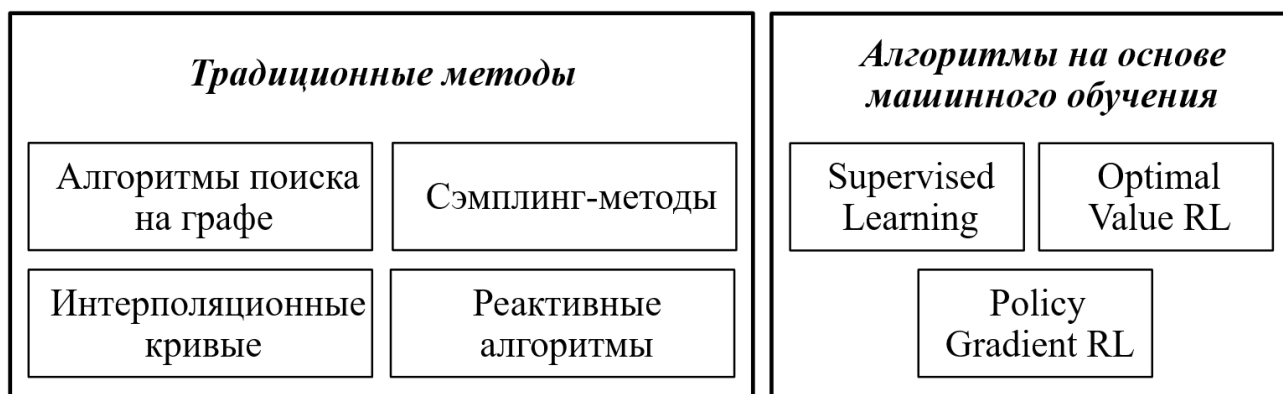 Традиционные методы
Алгоритмы поиска
на графе
Сэмплинг-методы
Интерполяционные
кривые
Реактивные
алгоритмы
Алгоритмы на основе
машинного обучения
Supervised
Learning
Optimal
Value RL
Policy
Gradient RL